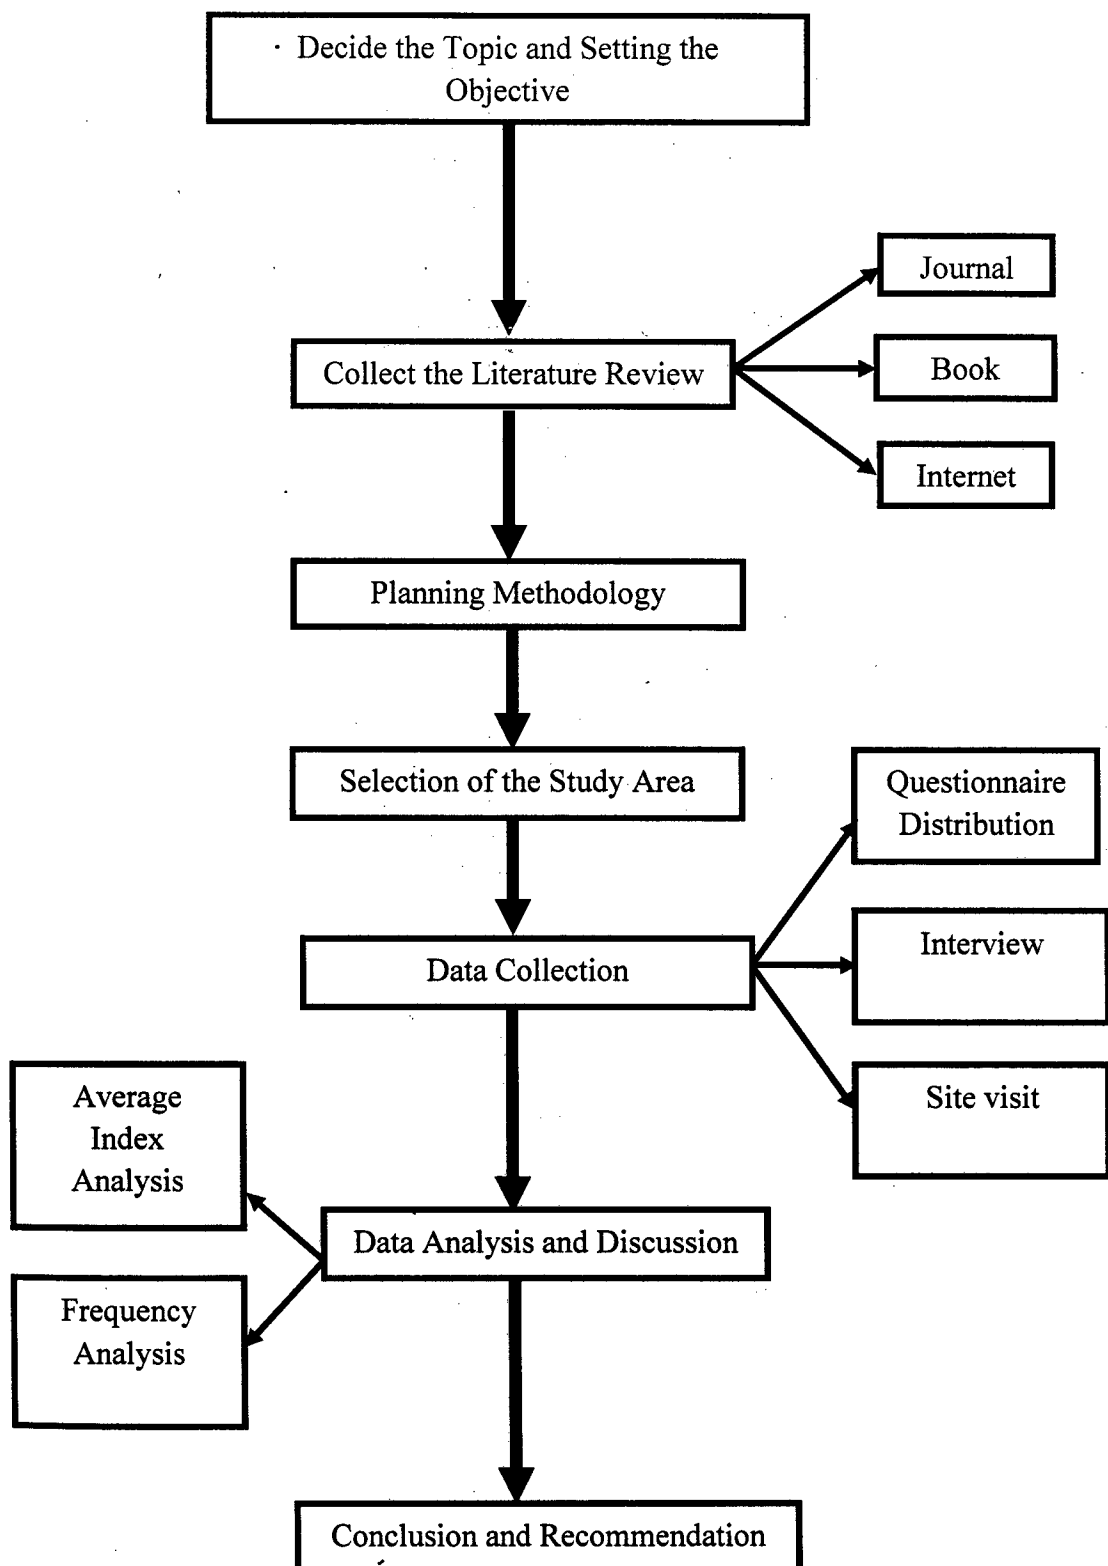 Decide the Topic and Setting the
Objective
Collect the Literature Review
Journal
Book
Internet
Planning Methodology
Selection of the Study Area
Data Collection
Questionnaire
Distribution
Interview
Site visit
Data Analysis and Discussion
Average
Index
Analysis
Frequency
Analysis
Conclusion and Recommendation